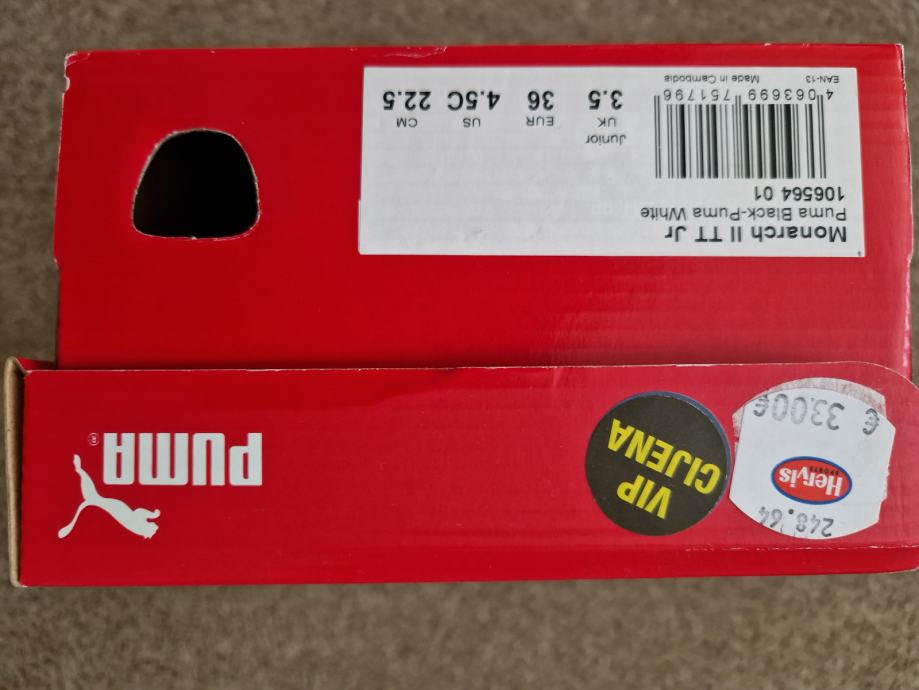 Monarch II TT Jr
Puma Black-Puma White
106564 01
4 063699 751796
EAN-13
Made in Cambodia
Junior
UK EUR US CM
3.5 36 4.5C 22.5
248.64
Hervis
SPORTS
€ 33.00€
VIP
CIJENA
PUMA
®